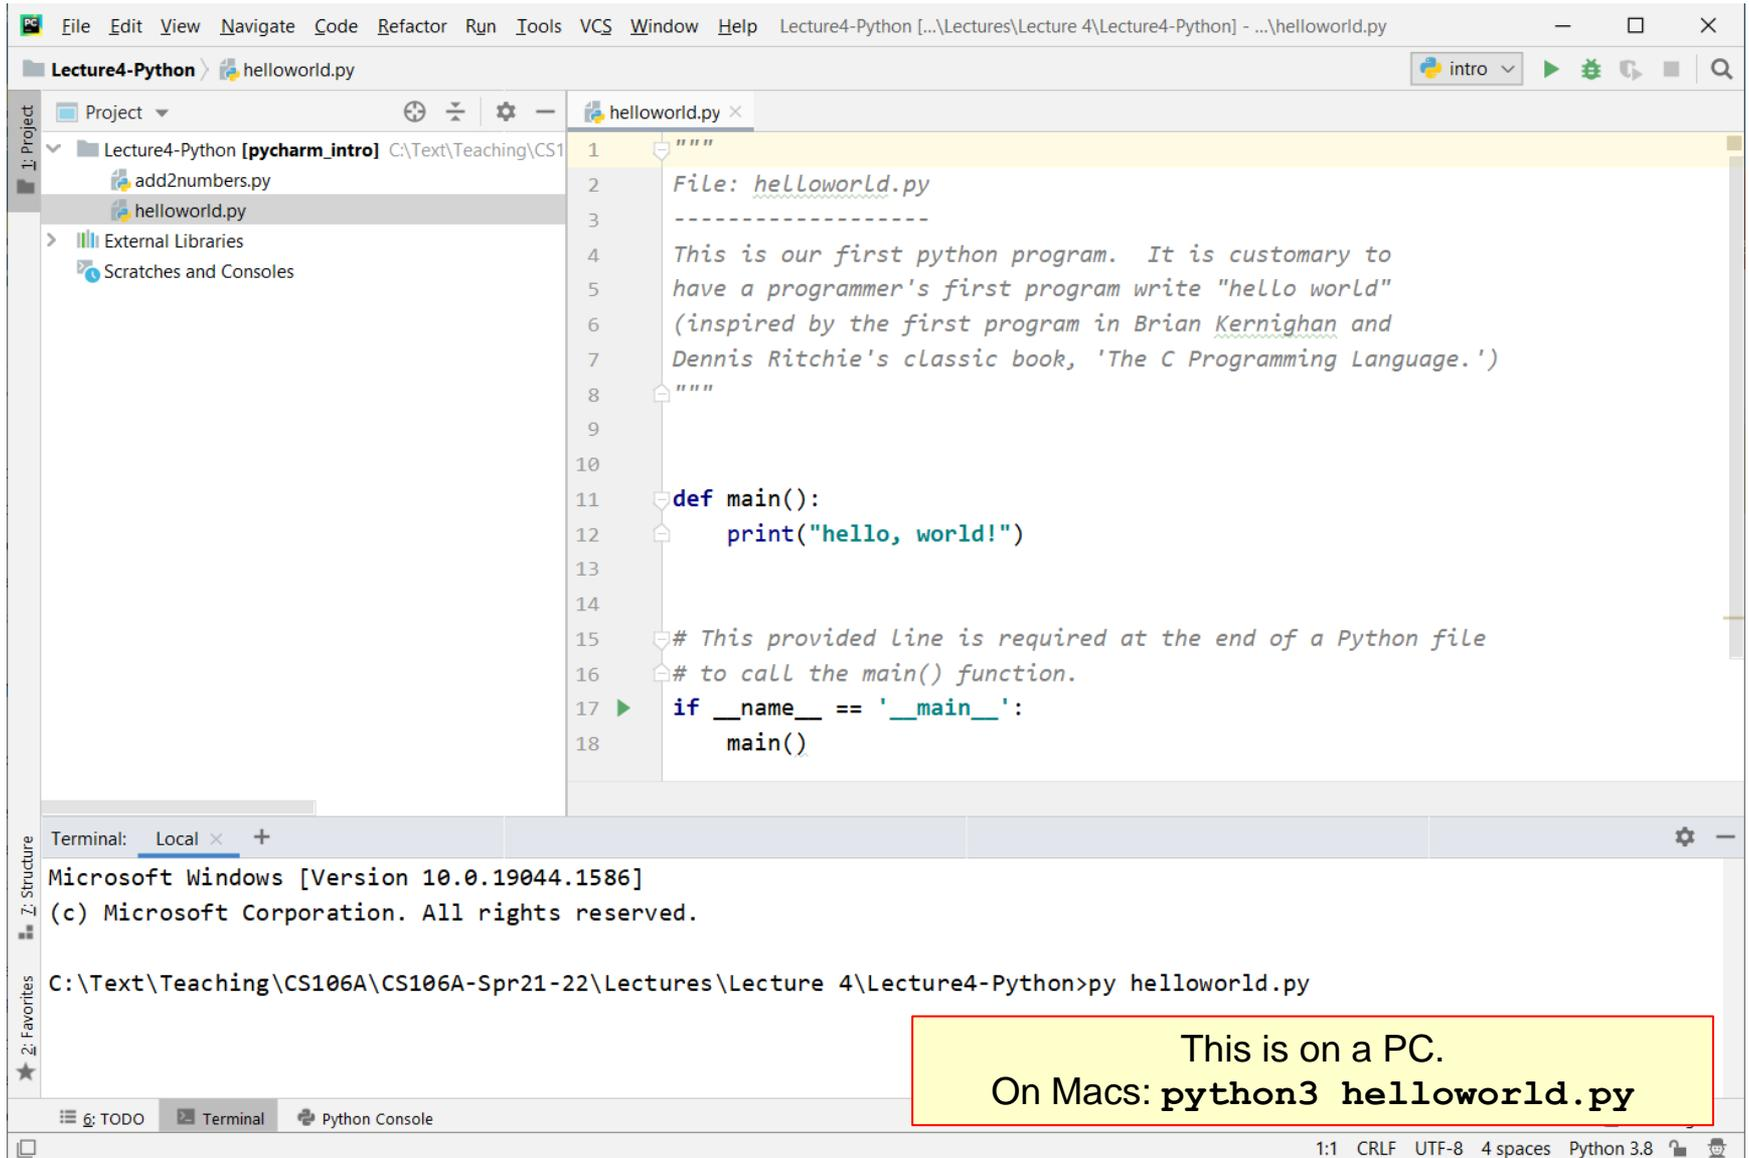 File Edit View Navigate Code Refactor Run Tools VCS Window Help Lecture4-Python [...\Lectures\Lecture 4\Lecture4-Python] - ...\helloworld.py
Lecture4-Python helloworld.py intro
1: Project
Project
Lecture4-Python [pycharm_intro] C:\Text\Teaching\CS1
add2numbers.py
helloworld.py
External Libraries
Scratches and Consoles
helloworld.py
1 """
2 File: helloworld.py
3 -------------------
4 This is our first python program.  It is customary to
5 have a programmer's first program write "hello world"
6 (inspired by the first program in Brian Kernighan and
7 Dennis Ritchie's classic book, 'The C Programming Language.')
8 """
9
10
11 def main():
12     print("hello, world!")
13
14
15 # This provided line is required at the end of a Python file
16 # to call the main() function.
17 if __name__ == '__main__':
18     main()
Z: Structure
2: Favorites
Terminal: Local +
Microsoft Windows [Version 10.0.19044.1586]
(c) Microsoft Corporation. All rights reserved.
C:\Text\Teaching\CS106A\CS106A-Spr21-22\Lectures\Lecture 4\Lecture4-Python>py helloworld.py
This is on a PC.
On Macs: python3 helloworld.py
6: TODO Terminal Python Console
1:1 CRLF UTF-8 4 spaces Python 3.8